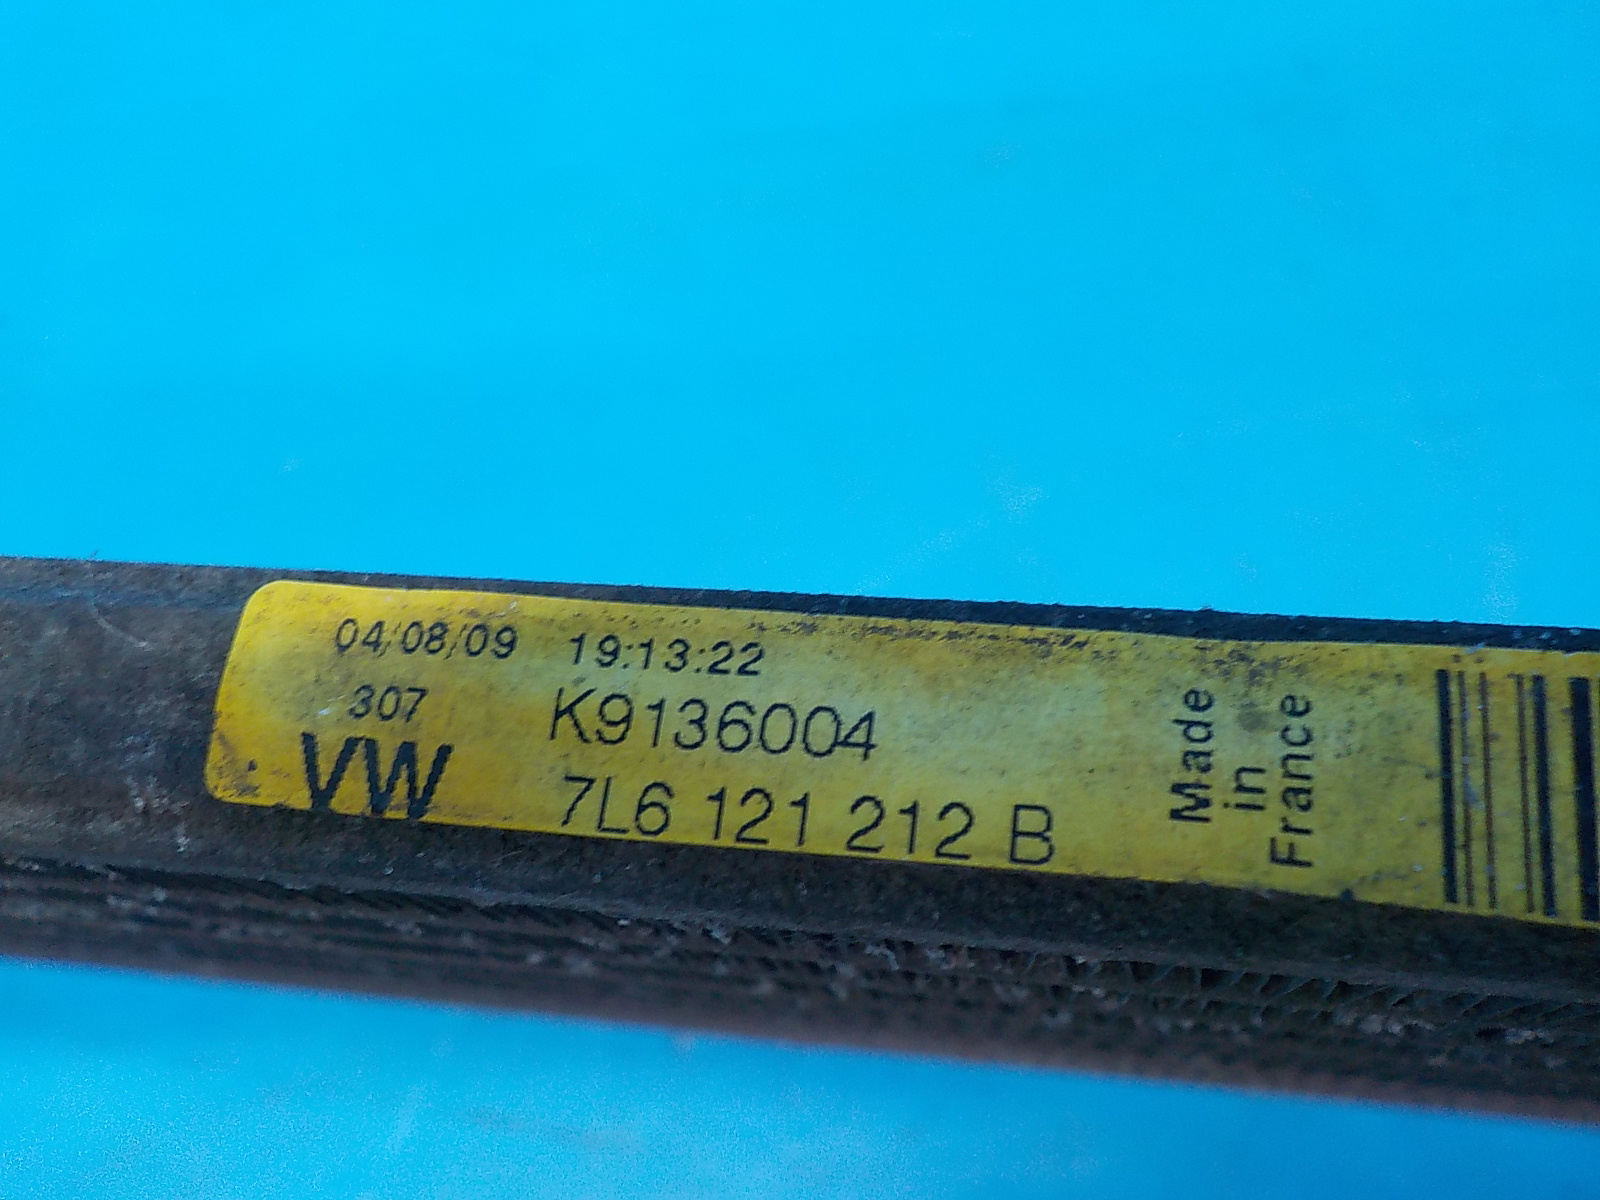 04/08/09 19:13:22
307 K9136004
VW 7L6 121 212 B
Made
in
France